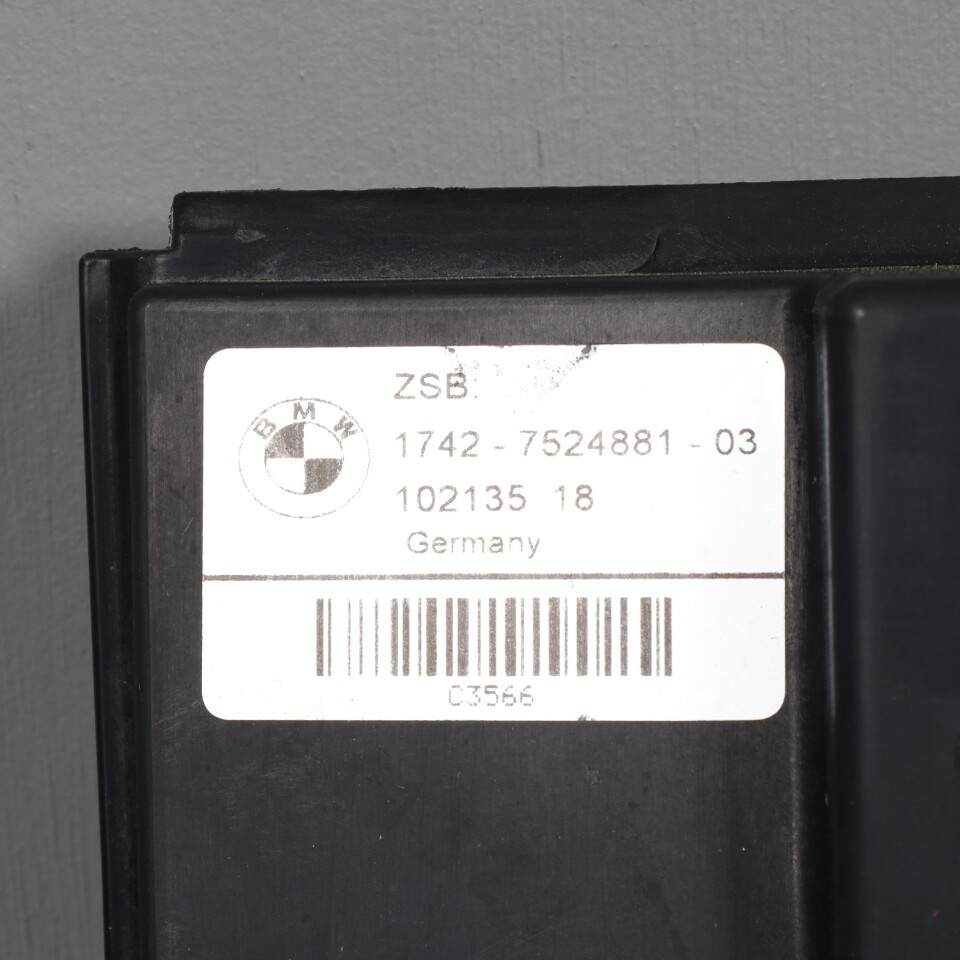 ZSB:
BMW
1742 - 7524881 - 03
102135 18
Germany
C3566